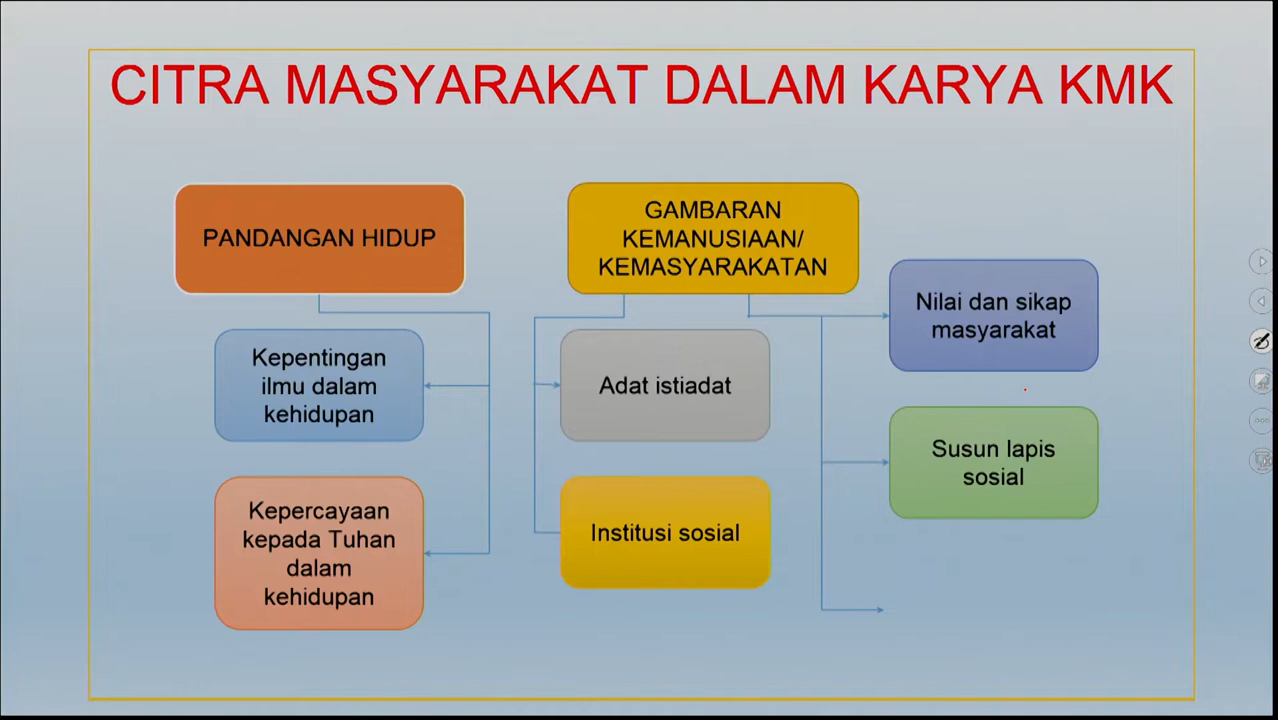 CITRA MASYARAKAT DALAM KARYA KMK
PANDANGAN HIDUP
Kepentingan
ilmu dalam
kehidupan
Kepercayaan
kepada Tuhan
dalam
kehidupan
GAMBARAN
KEMANUSIAAN/
KEMASYARAKATAN
Adat istiadat
Institusi sosial
Nilai dan sikap
masyarakat
Susun lapis
sosial